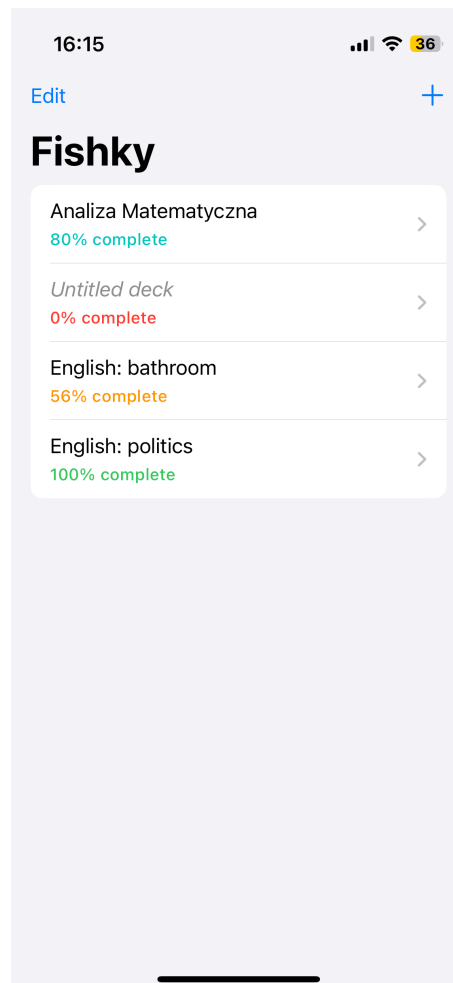 16:15
36
Edit
Fishky
Analiza Matematyczna
80% complete
Untitled deck
0% complete
English: bathroom
56% complete
English: politics
100% complete